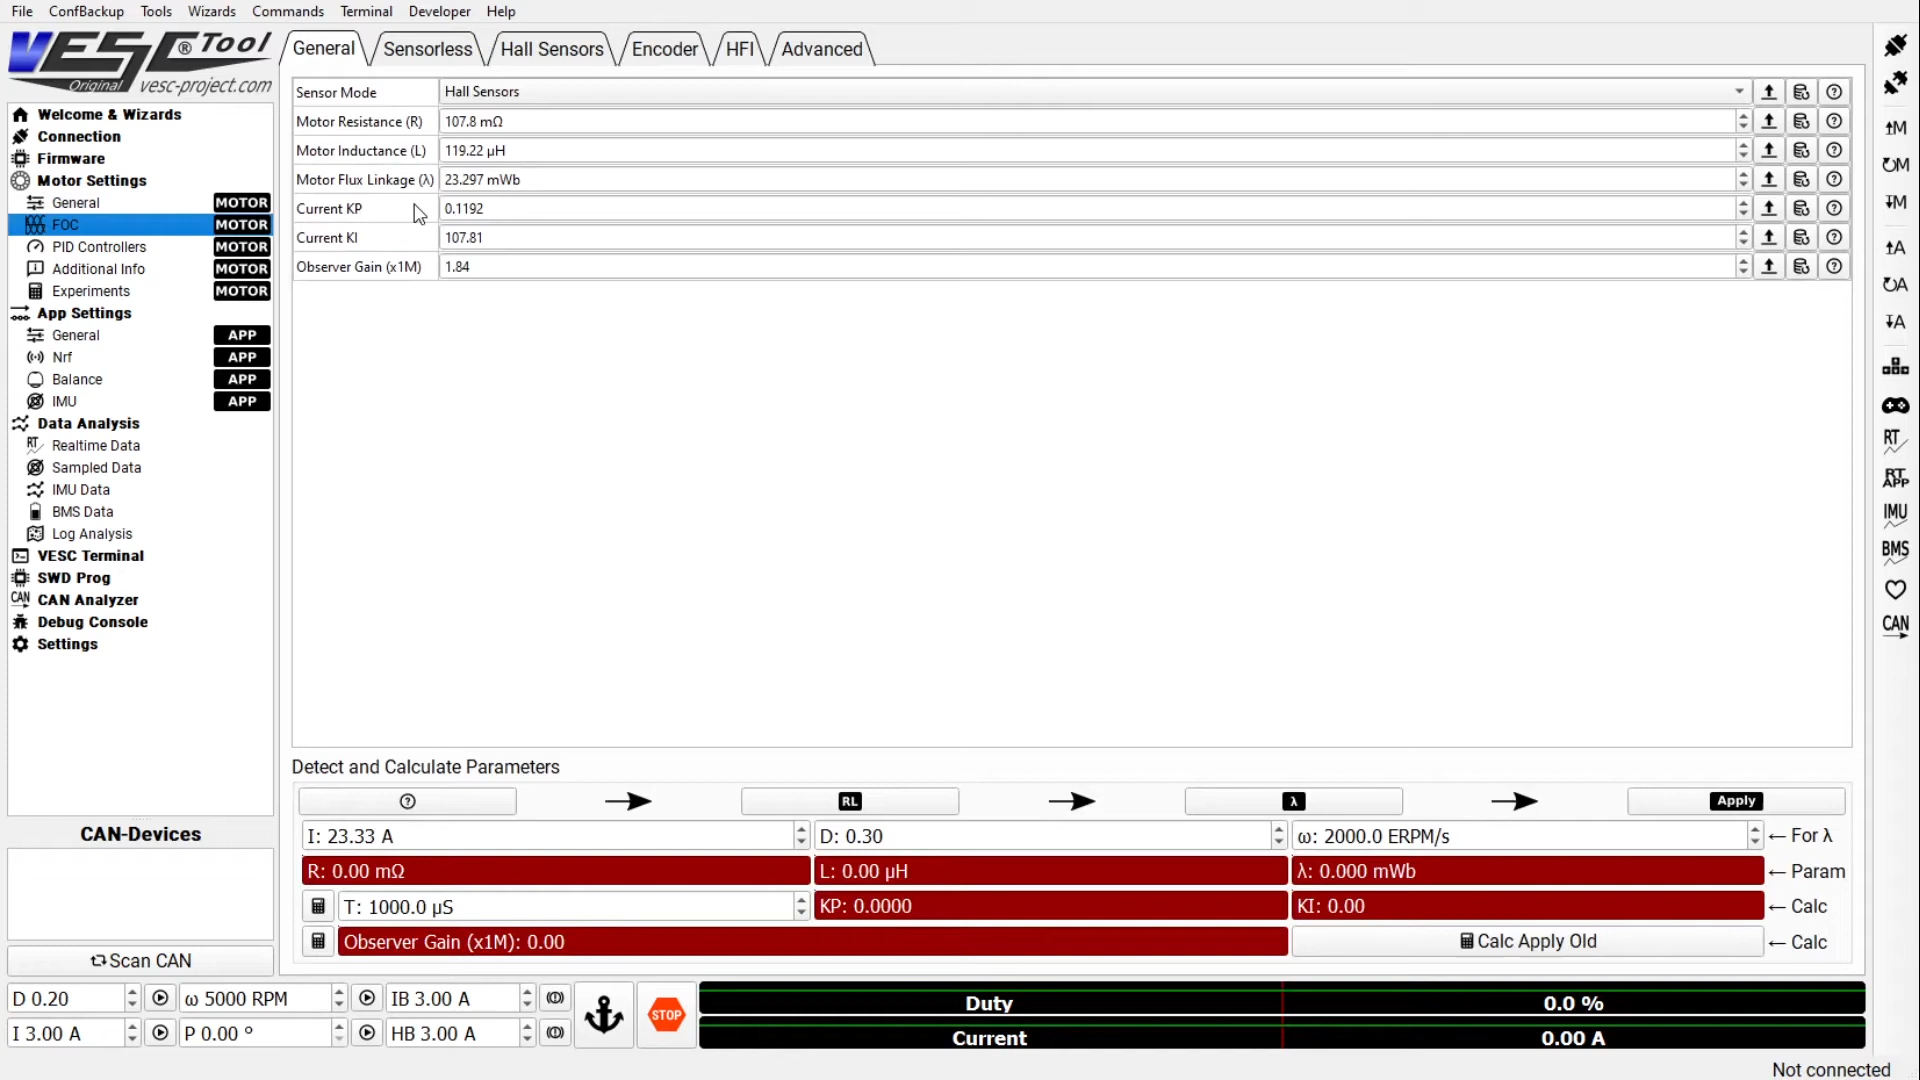 File ConfBackup Tools Wizards Commands Terminal Developer Help
VESC® Tool
Original vesc-project.com
General Sensorless Hall Sensors Encoder HFI Advanced
Welcome & Wizards
Connection
Firmware
Motor Settings
General MOTOR
FOC MOTOR
PID Controllers MOTOR
Additional Info MOTOR
Experiments MOTOR
App Settings
General APP
Nrf APP
Balance APP
IMU APP
Data Analysis
RT Realtime Data
Sampled Data
IMU Data
BMS Data
Log Analysis
VESC Terminal
SWD Prog
CAN CAN Analyzer
Debug Console
Settings
CAN-Devices
Scan CAN
Sensor Mode Hall Sensors
Motor Resistance (R) 107.8 mΩ
Motor Inductance (L) 119.22 µH
Motor Flux Linkage (λ) 23.297 mWb
Current KP 0.1192
Current KI 107.81
Observer Gain (x1M) 1.84
Detect and Calculate Parameters
RL λ Apply
I: 23.33 A D: 0.30 ω: 2000.0 ERPM/s ← For λ
R: 0.00 mΩ L: 0.00 µH λ: 0.000 mWb ← Param
T: 1000.0 µS KP: 0.0000 KI: 0.00 ← Calc
Observer Gain (x1M): 0.00 Calc Apply Old ← Calc
D 0.20 ω 5000 RPM IB 3.00 A
I 3.00 A P 0.00 ° HB 3.00 A
STOP
Duty 0.0 %
Current 0.00 A
Not connected
M
M
M
A
A
A
RT
RT APP
IMU
BMS
CAN